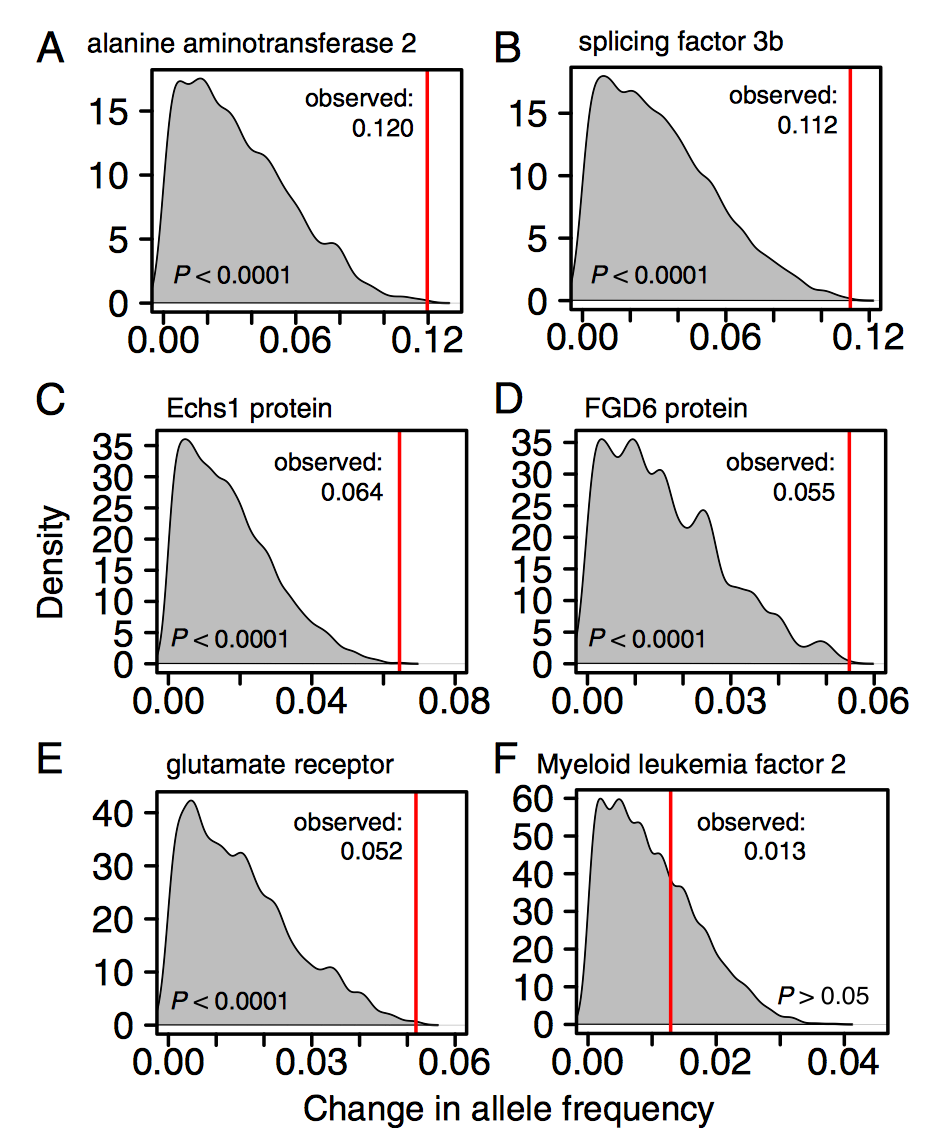 A alanine aminotransferase 2
observed:
0.120
P < 0.0001
15
10
5
0
0.00 0.06 0.12
B splicing factor 3b
observed:
0.112
P < 0.0001
15
10
5
0
0.00 0.06 0.12
C Echs1 protein
observed:
0.064
P < 0.0001
35
30
25
20
15
10
5
0
0.00 0.04 0.08
D FGD6 protein
observed:
0.055
P < 0.0001
35
30
25
20
15
10
5
0
0.00 0.03 0.06
Density
E glutamate receptor
observed:
0.052
P < 0.0001
40
30
20
10
0
0.00 0.03 0.06
F Myeloid leukemia factor 2
observed:
0.013
P > 0.05
60
50
40
30
20
10
0
0.00 0.02 0.04
Change in allele frequency